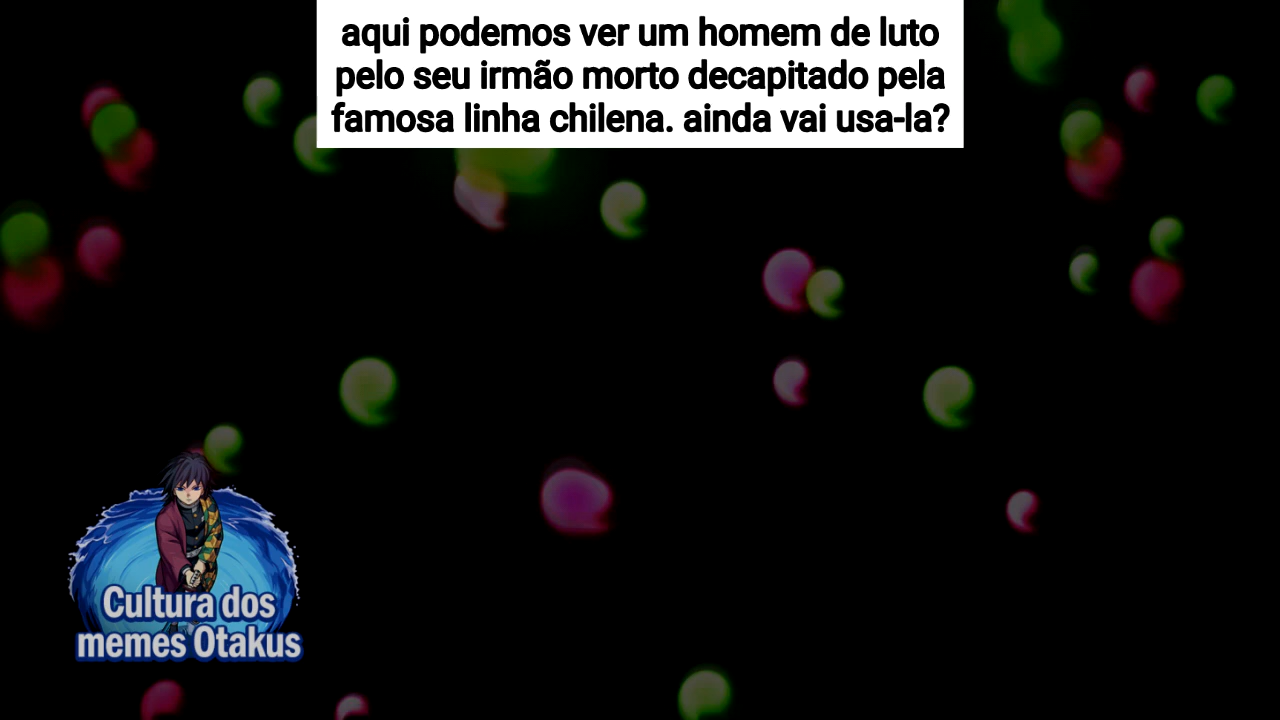 aqui podemos ver um homem de luto
pelo seu irmão morto decapitado pela
famosa linha chilena. ainda vai usa-la?
Cultura dos
memes Otakus